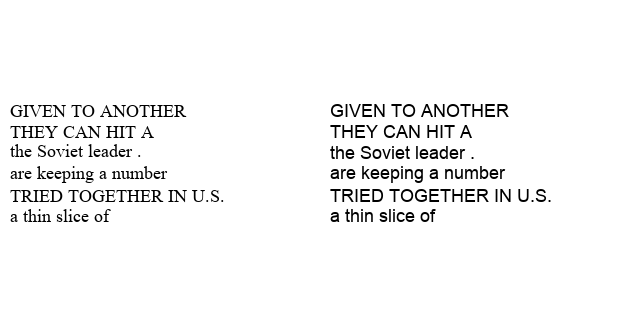 GIVEN TO ANOTHER
THEY CAN HIT A
the Soviet leader .
are keeping a number
TRIED TOGETHER IN U.S.
a thin slice of
GIVEN TO ANOTHER
THEY CAN HIT A
the Soviet leader .
are keeping a number
TRIED TOGETHER IN U.S.
a thin slice of